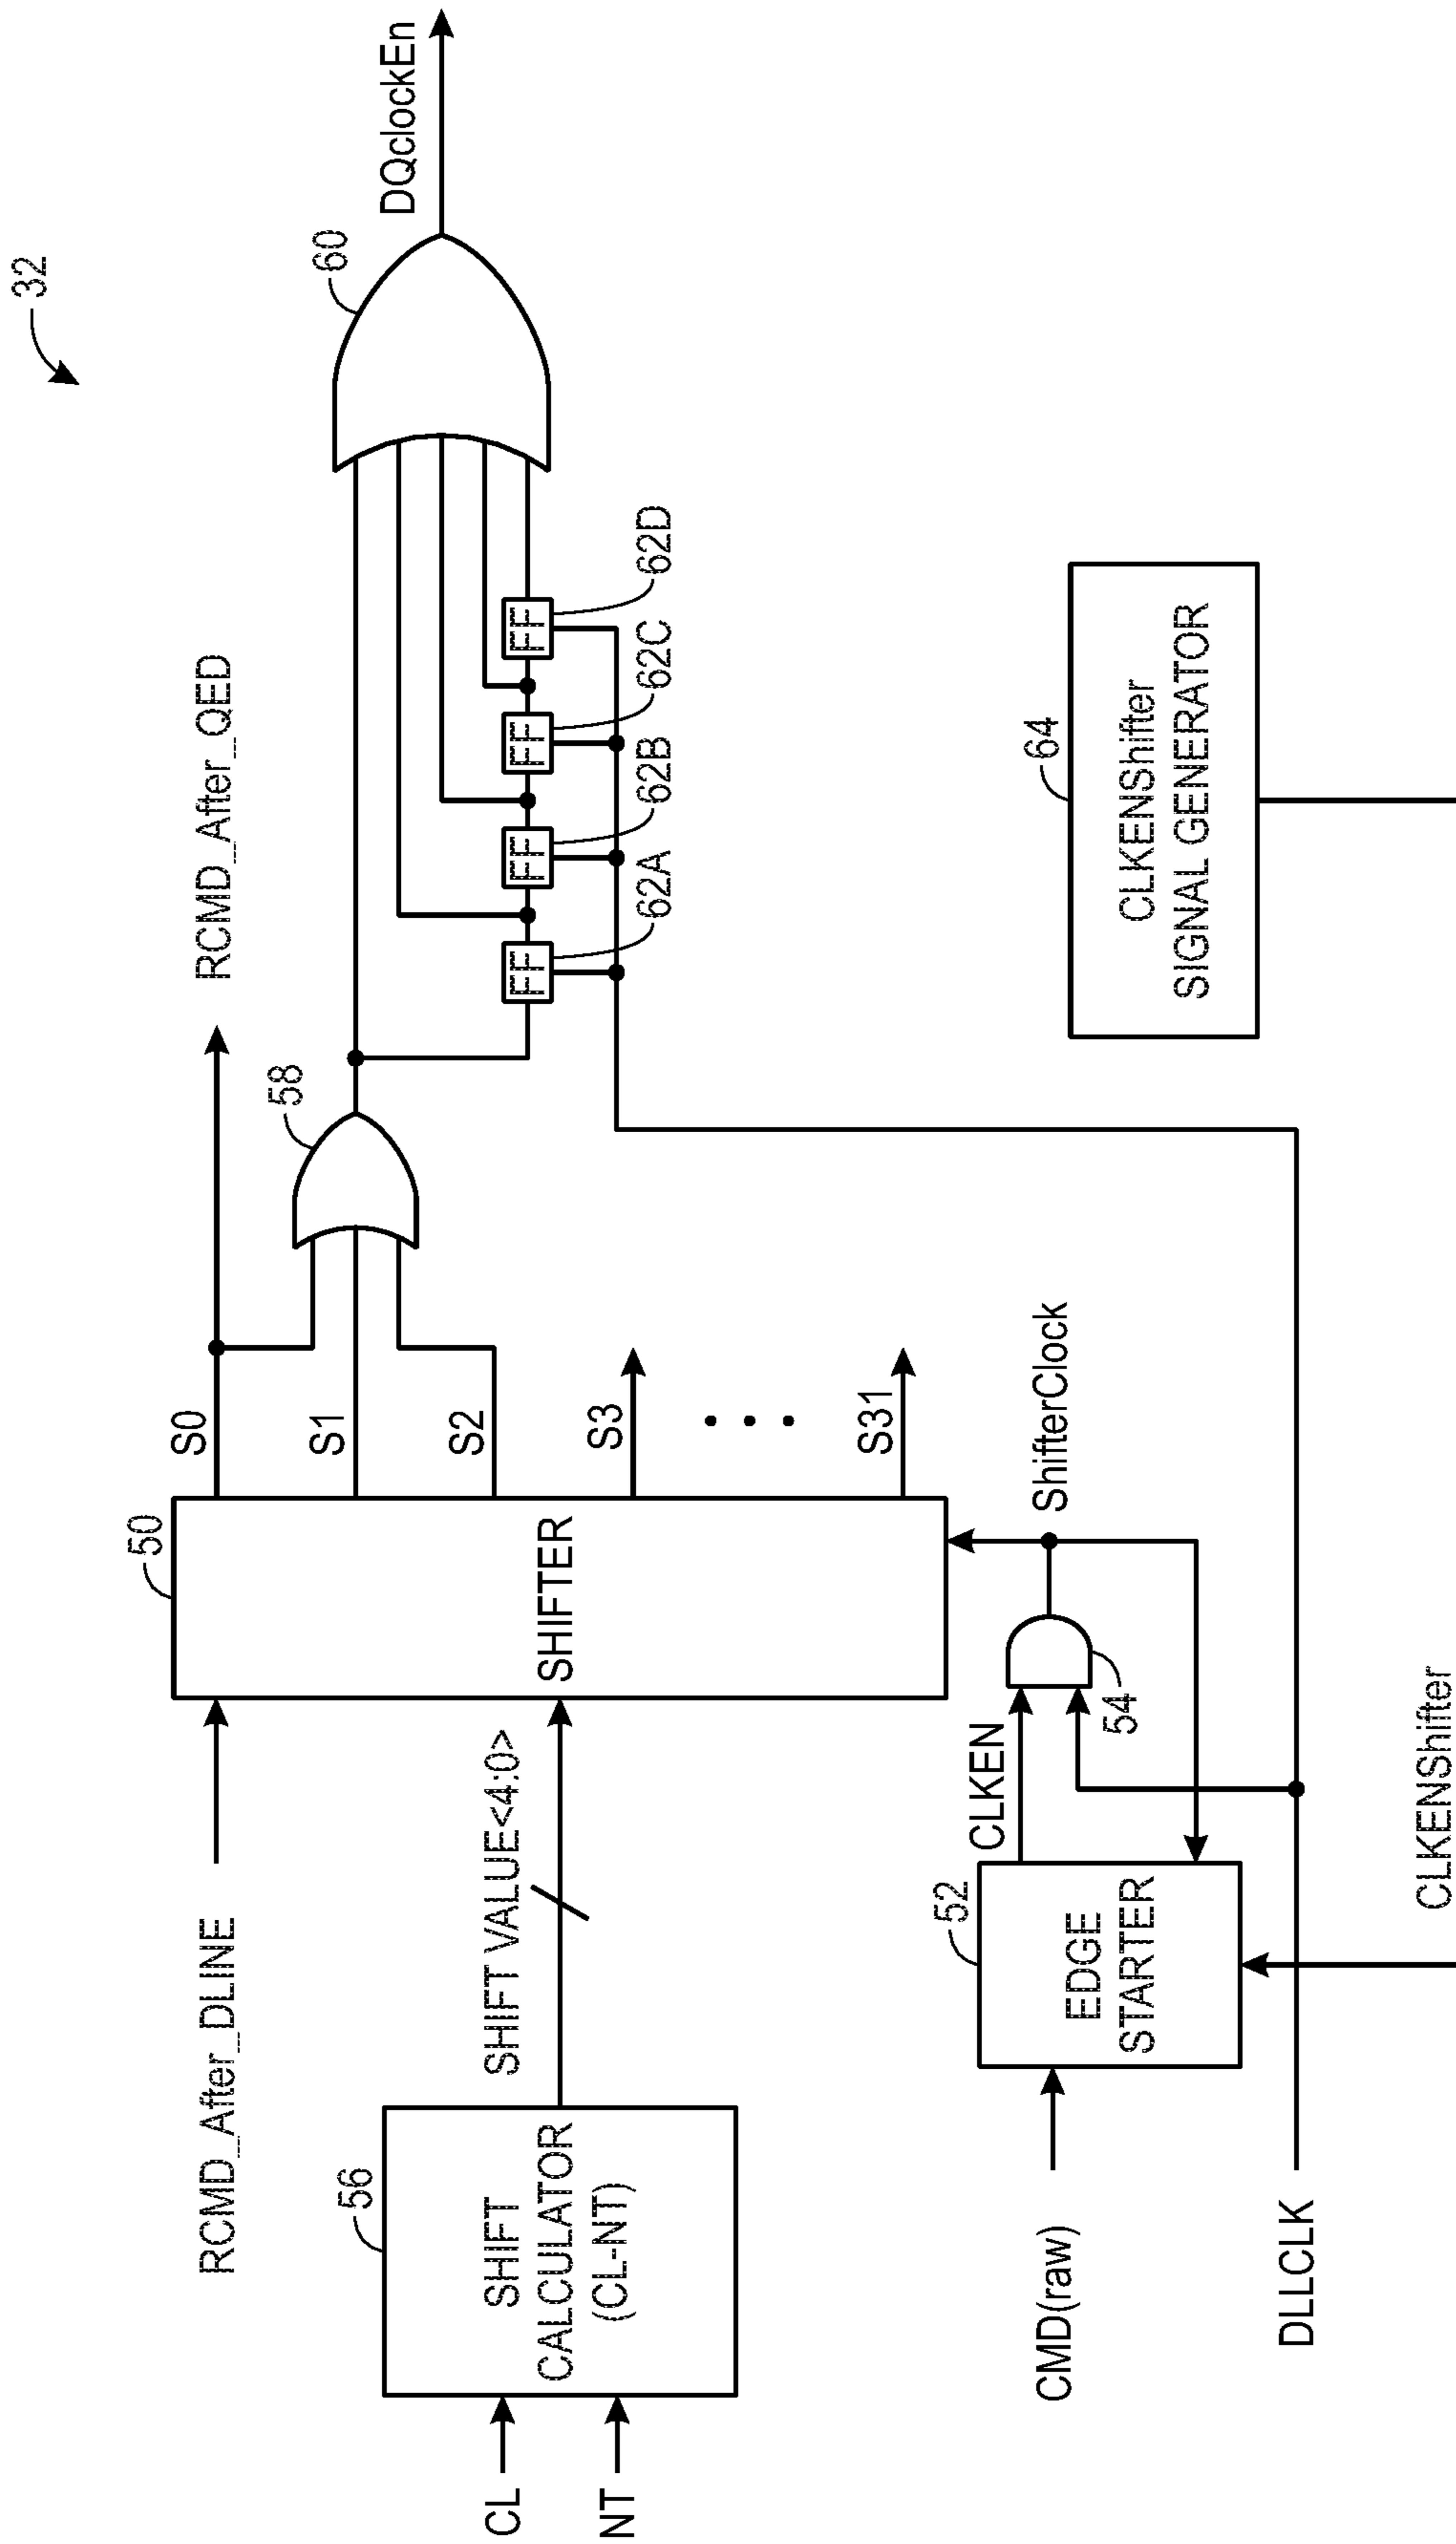 32
RCMD_After_QED
DQclockEn
60
58
50
S0
S1
S2
S3
S31
RCMD_After_DLINE
SHIFTER
SHIFT VALUE<4:0>
56
SHIFT
CALCULATOR
(CL-NT)
CL
NT
FF
FF
FF
FF
62A
62B
62C
62D
ShifterClock
54
CLKEN
52
EDGE
STARTER
CMD(raw)
DLLCLK
CLKENShifter
64
CLKENShifter
SIGNAL GENERATOR